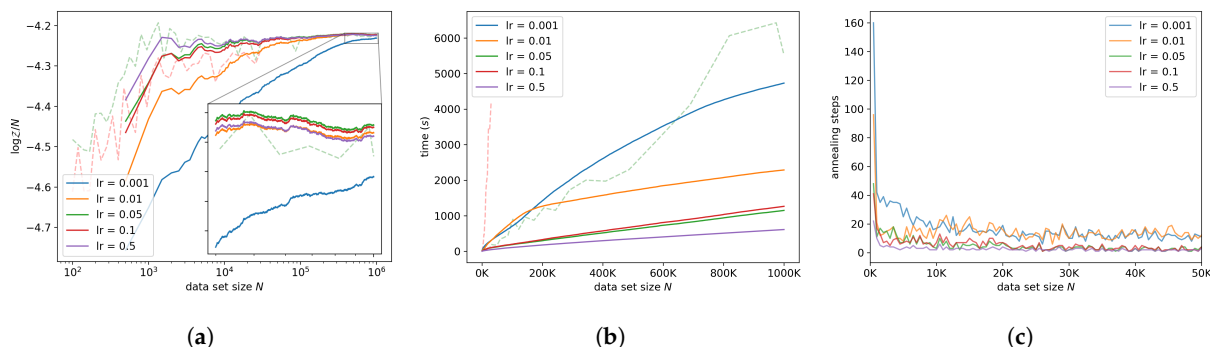 −4.2
−4.3
−4.4
−4.5
−4.6
−4.7
log Z/N
lr = 0.001
lr = 0.01
lr = 0.05
lr = 0.1
lr = 0.5
10² 10³ 10⁴ 10⁵ 10⁶
data set size N
(a)
6000
5000
4000
3000
2000
1000
0
time (s)
lr = 0.001
lr = 0.01
lr = 0.05
lr = 0.1
lr = 0.5
0K 200K 400K 600K 800K 1000K
data set size N
(b)
160
140
120
100
80
60
40
20
0
annealing steps
lr = 0.001
lr = 0.01
lr = 0.05
lr = 0.1
lr = 0.5
0K 10K 20K 30K 40K 50K
data set size N
(c)